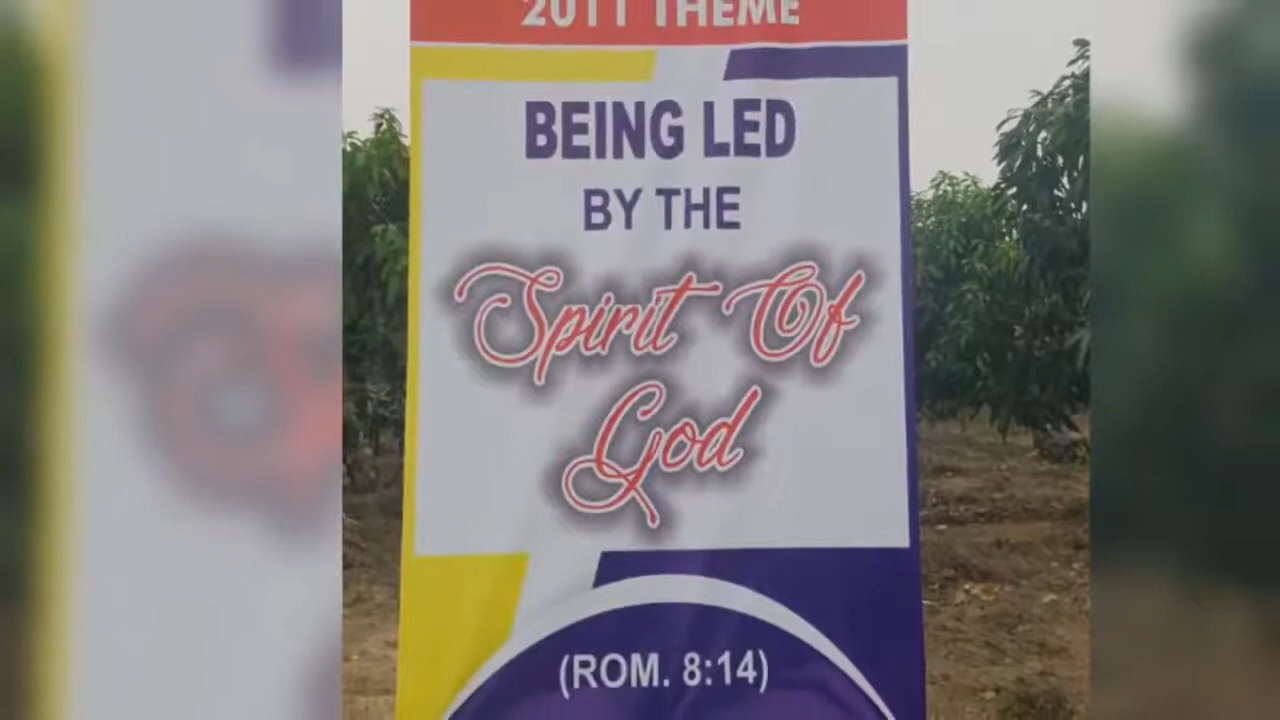 2011 THEME
BEING LED
BY THE
Spirit Of
God
(ROM. 8:14)